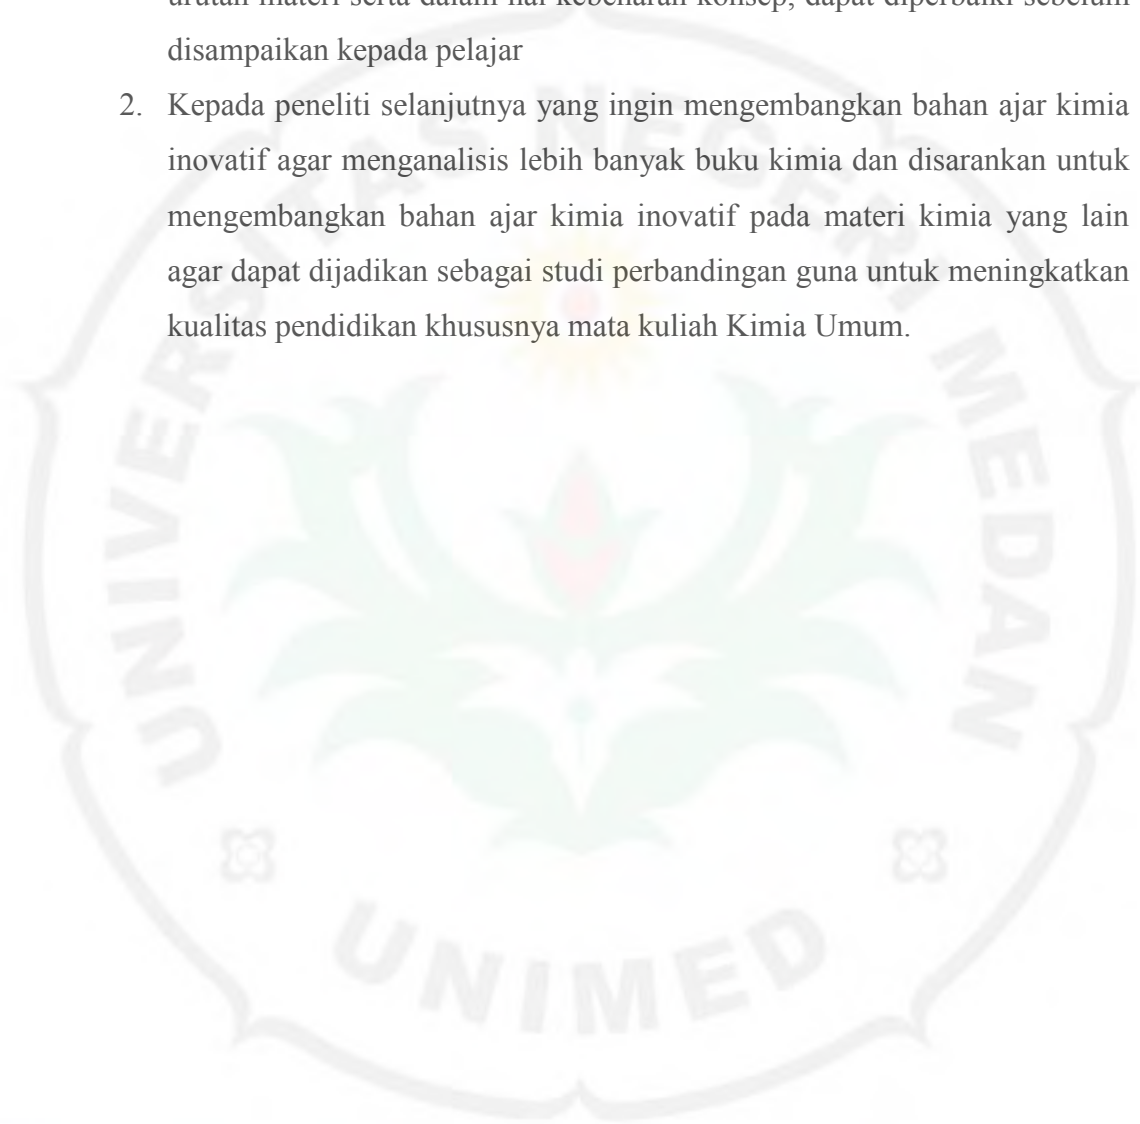 urutan materi serta dalam hal kebenaran konsep, dapat diperbaiki sebelum
disampaikan kepada pelajar
2. Kepada peneliti selanjutnya yang ingin mengembangkan bahan ajar kimia
inovatif agar menganalisis lebih banyak buku kimia dan disarankan untuk
mengembangkan bahan ajar kimia inovatif pada materi kimia yang lain
agar dapat dijadikan sebagai studi perbandingan guna untuk meningkatkan
kualitas pendidikan khususnya mata kuliah Kimia Umum.
UNIVERSITAS NEGERI MEDAN
UNIMED